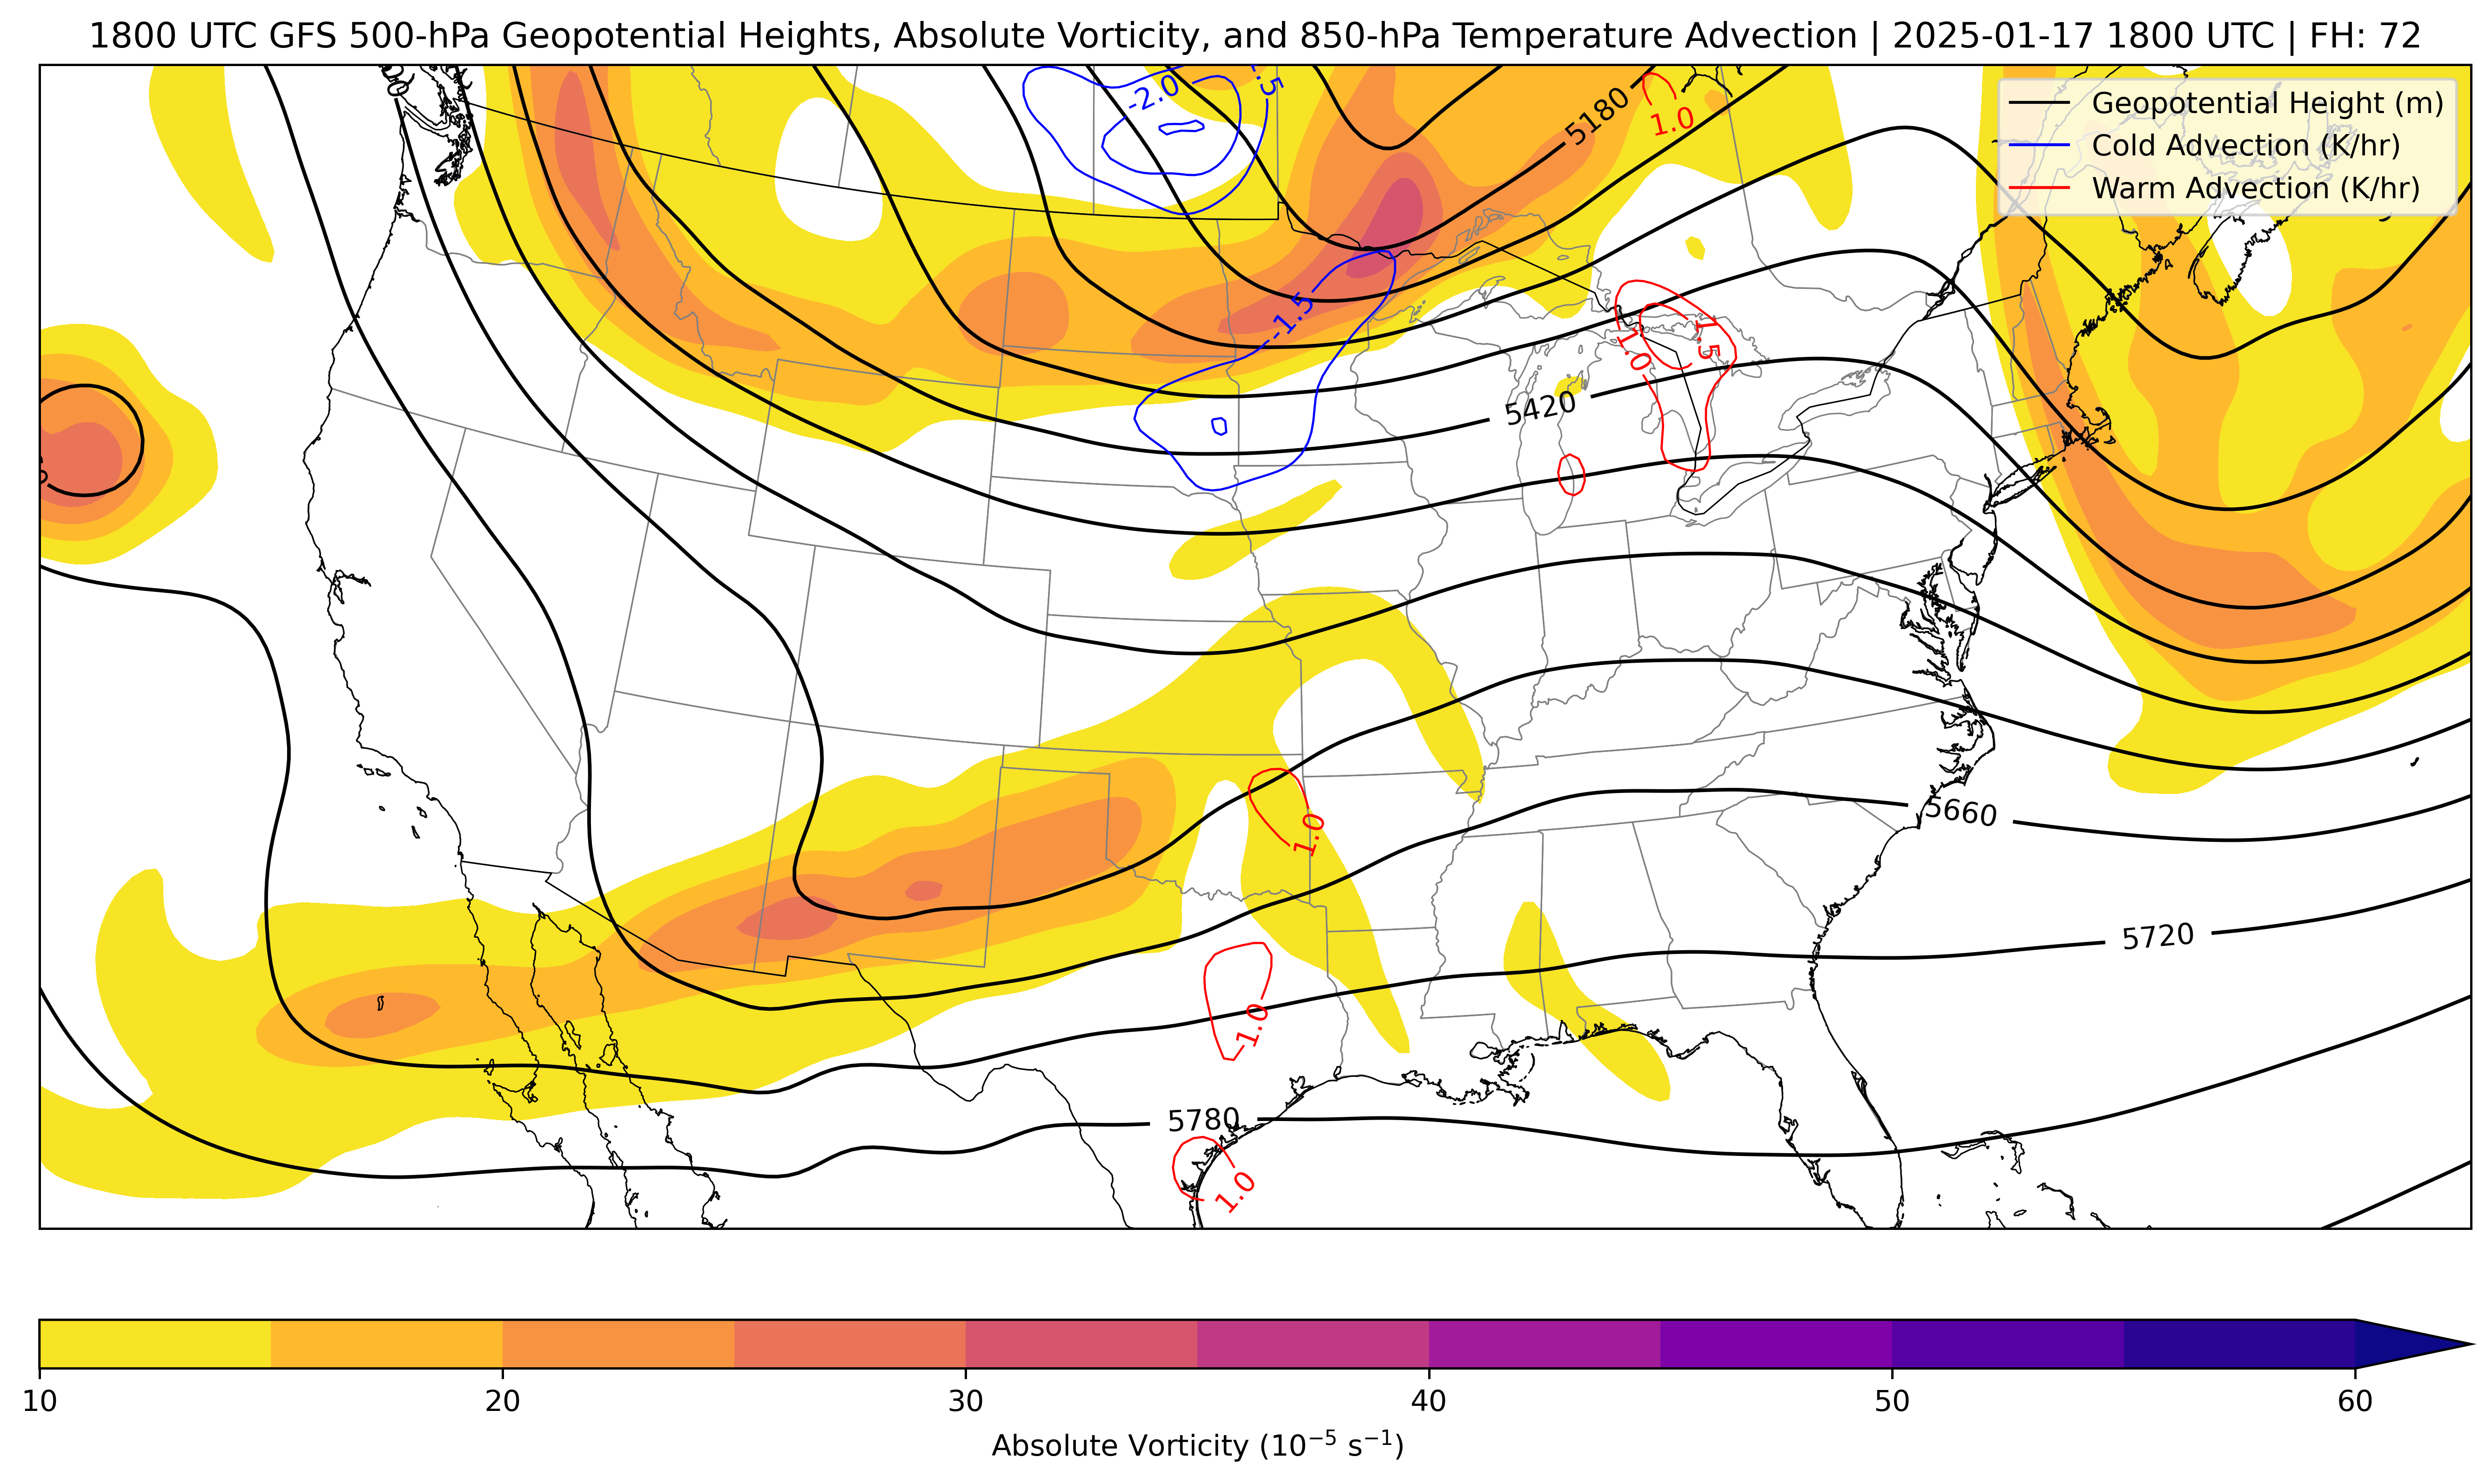 1800 UTC GFS 500-hPa Geopotential Heights, Absolute Vorticity, and 850-hPa Temperature Advection | 2025-01-17 1800 UTC | FH: 72
Geopotential Height (m)
Cold Advection (K/hr)
Warm Advection (K/hr)
-2.0
5180
1.0
-1.5
1.0
1.5
5420
1.0
5660
5720
1.0
5780
1.0
10 20 30 40 50 60
Absolute Vorticity (10⁻⁵ s⁻¹)